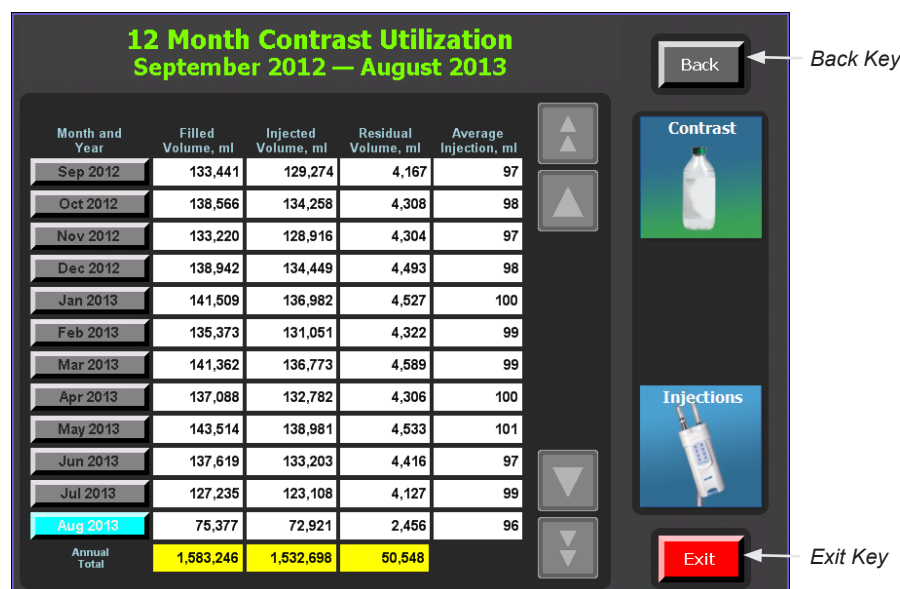 12 Month Contrast Utilization
September 2012 — August 2013
Back
Back Key
Month and Year Filled Volume, ml Injected Volume, ml Residual Volume, ml Average Injection, ml
Contrast
Sep 2012 133,441 129,274 4,167 97
Oct 2012 138,566 134,258 4,308 98
Nov 2012 133,220 128,916 4,304 97
Dec 2012 138,942 134,449 4,493 98
Jan 2013 141,509 136,982 4,527 100
Feb 2013 135,373 131,051 4,322 99
Mar 2013 141,362 136,773 4,589 99
Apr 2013 137,088 132,782 4,306 100
Injections
May 2013 143,514 138,981 4,533 101
Jun 2013 137,619 133,203 4,416 97
Jul 2013 127,235 123,108 4,127 99
Aug 2013 75,377 72,921 2,456 96
Annual Total 1,583,246 1,532,698 50,548
Exit
Exit Key